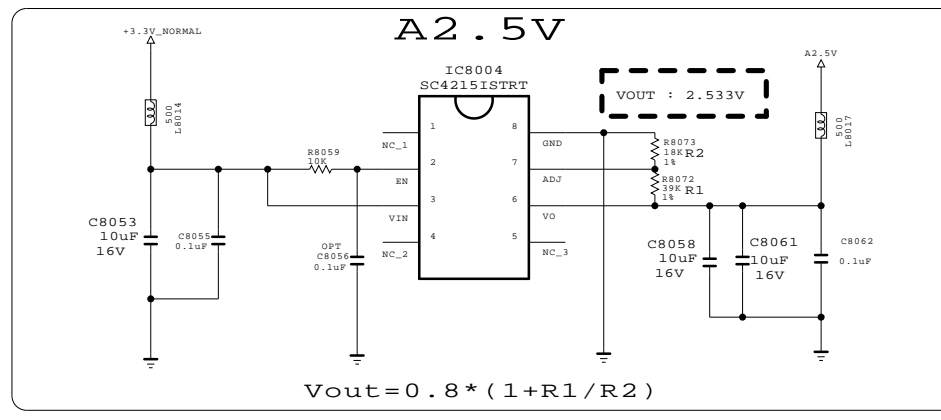 A2.5V
+3.3V_NORMAL
A2.5V
IC8004
SC4215ISTRT
VOUT : 2.533V
500
L8014
500
L8017
1
NC_1
2
EN
3
VIN
4
NC_2
8
GND
7
ADJ
6
VO
5
NC_3
R8059
10K
R8073
18K R2
1%
R8072
39K R1
1%
C8053
10uF
16V
C8055
0.1uF
OPT
C8056
0.1uF
C8058
10uF
16V
C8061
10uF
16V
C8062
0.1uF
Vout=0.8*(1+R1/R2)